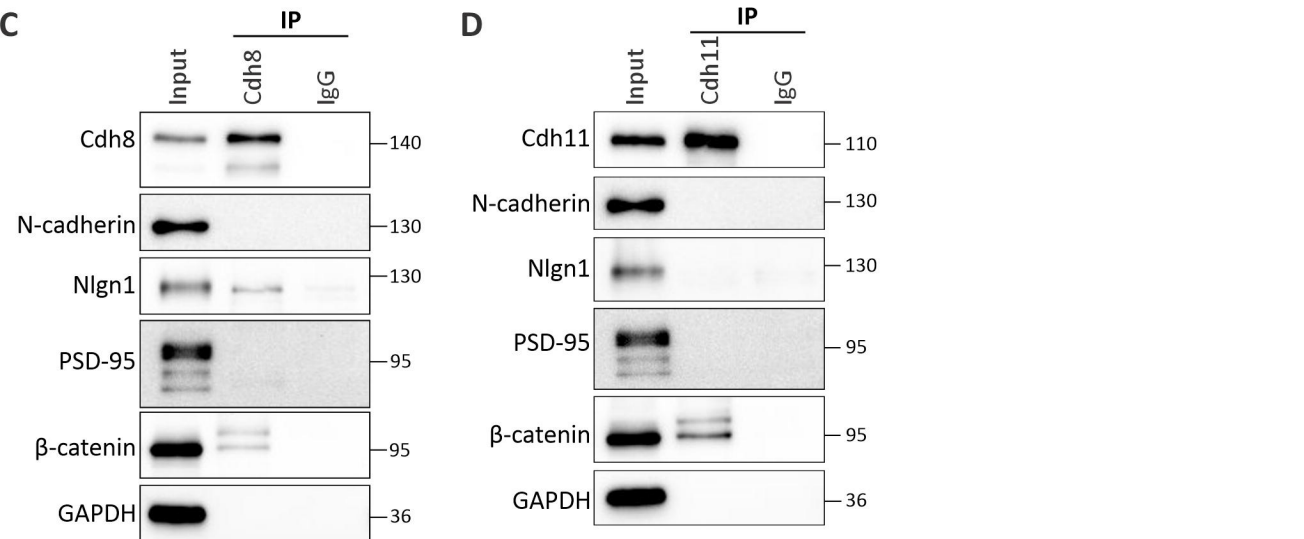 C
IP
Input
Cdh8
IgG
Cdh8
140
N-cadherin
130
Nlgn1
130
PSD-95
95
β-catenin
95
GAPDH
36
D
IP
Input
Cdh11
IgG
Cdh11
110
N-cadherin
130
Nlgn1
130
PSD-95
95
β-catenin
95
GAPDH
36